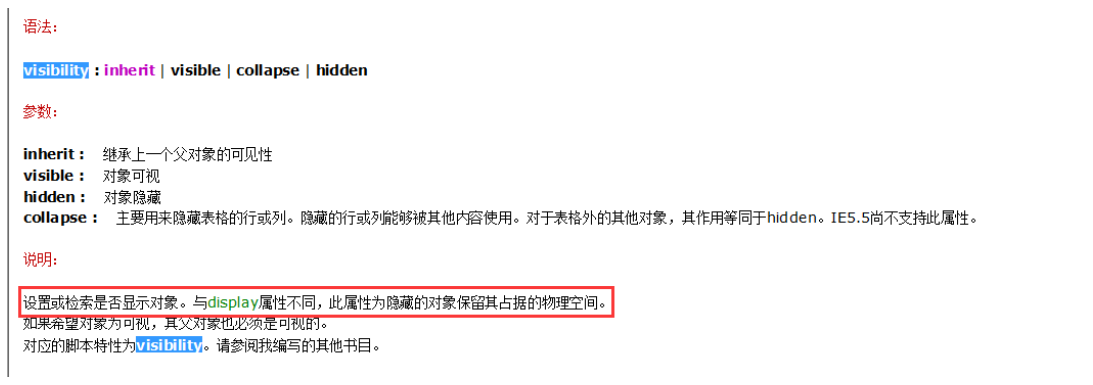 语法:
visibility : inherit | visible | collapse | hidden
参数:
inherit : 继承上一个父对象的可见性
visible : 对象可视
hidden : 对象隐藏
collapse : 主要用来隐藏表格的行或列。隐藏的行或列能够被其他内容使用。对于表格外的其他对象，其作用等同于hidden。IE5.5尚不支持此属性。
说明:
设置或检索是否显示对象。与display属性不同，此属性为隐藏的对象保留其占据的物理空间。
如果希望对象为可视，其父对象也必须是可视的。
对应的脚本特性为visibility。请参阅我编写的其他书目。